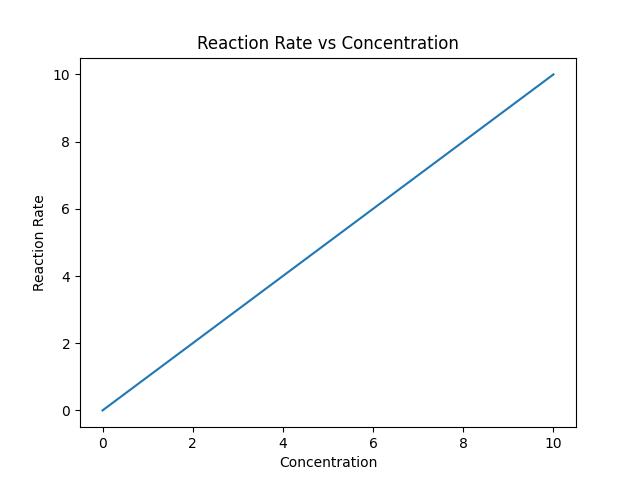 Reaction Rate vs Concentration
10
8
6
4
2
0
Reaction Rate
0 2 4 6 8 10
Concentration